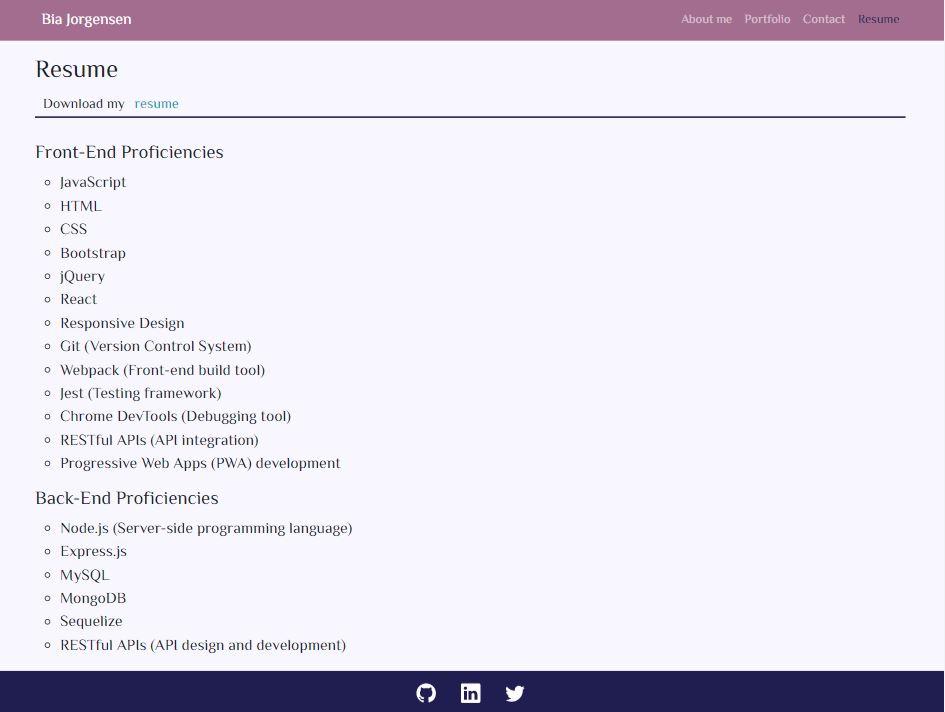 Bia Jorgensen
About me Portfolio Contact Resume
Resume
Download my resume
Front-End Proficiencies
JavaScript
HTML
CSS
Bootstrap
jQuery
React
Responsive Design
Git (Version Control System)
Webpack (Front-end build tool)
Jest (Testing framework)
Chrome DevTools (Debugging tool)
RESTful APIs (API integration)
Progressive Web Apps (PWA) development
Back-End Proficiencies
Node.js (Server-side programming language)
Express.js
MySQL
MongoDB
Sequelize
RESTful APIs (API design and development)
in